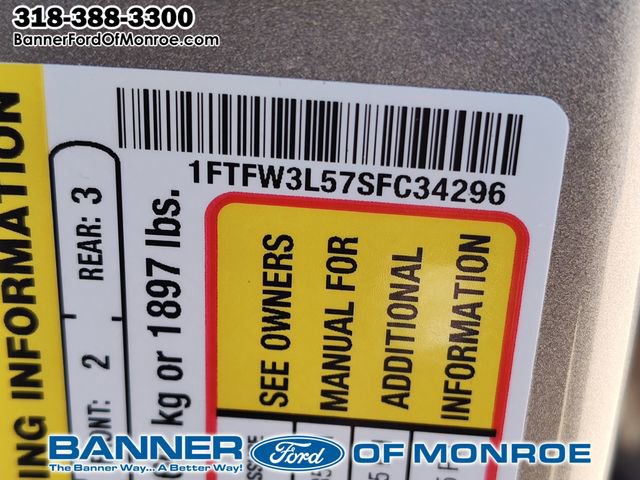 318-388-3300
BannerFordOfMonroe.com
1FTFW3L57SFC34296
ING INFORMATION
REAR: 3
2
kg or 1897 lbs.
SEE OWNERS
MANUAL FOR
ADDITIONAL
INFORMATION
BANNER Ford OF MONROE
The Banner Way... A Better Way!